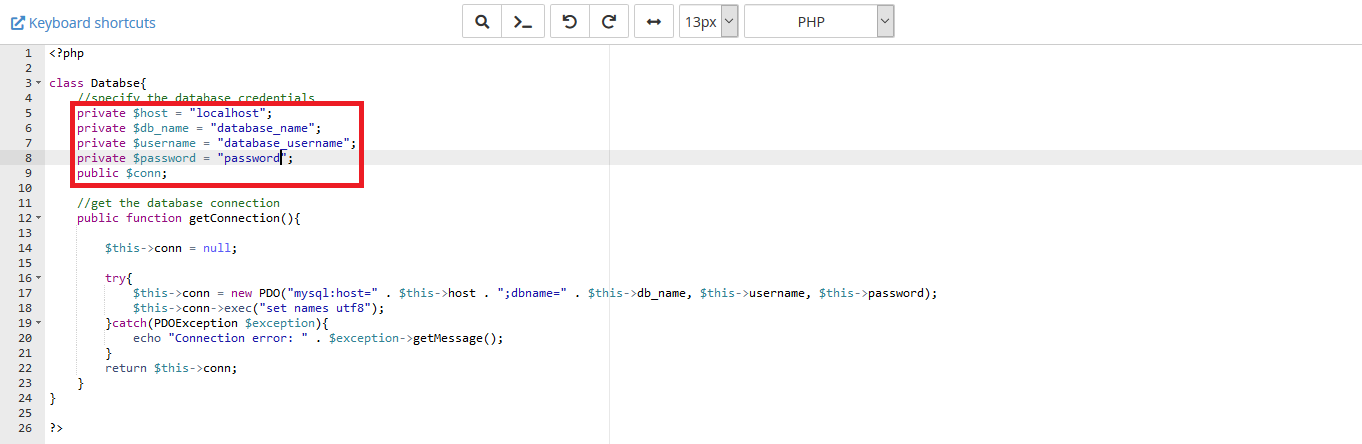 Keyboard shortcuts
13px
PHP
1 <?php
2
3 class Databse{
4 //specify the database credentials
5 private $host = "localhost";
6 private $db_name = "database_name";
7 private $username = "database_username";
8 private $password = "password";
9 public $conn;
10
11 //get the database connection
12 public function getConnection(){
13
14 $this->conn = null;
15
16 try{
17 $this->conn = new PDO("mysql:host=" . $this->host . ";dbname=" . $this->db_name, $this->username, $this->password);
18 $this->conn->exec("set names utf8");
19 }catch(PDOException $exception){
20 echo "Connection error: " . $exception->getMessage();
21 }
22 return $this->conn;
23 }
24 }
25
26 ?>